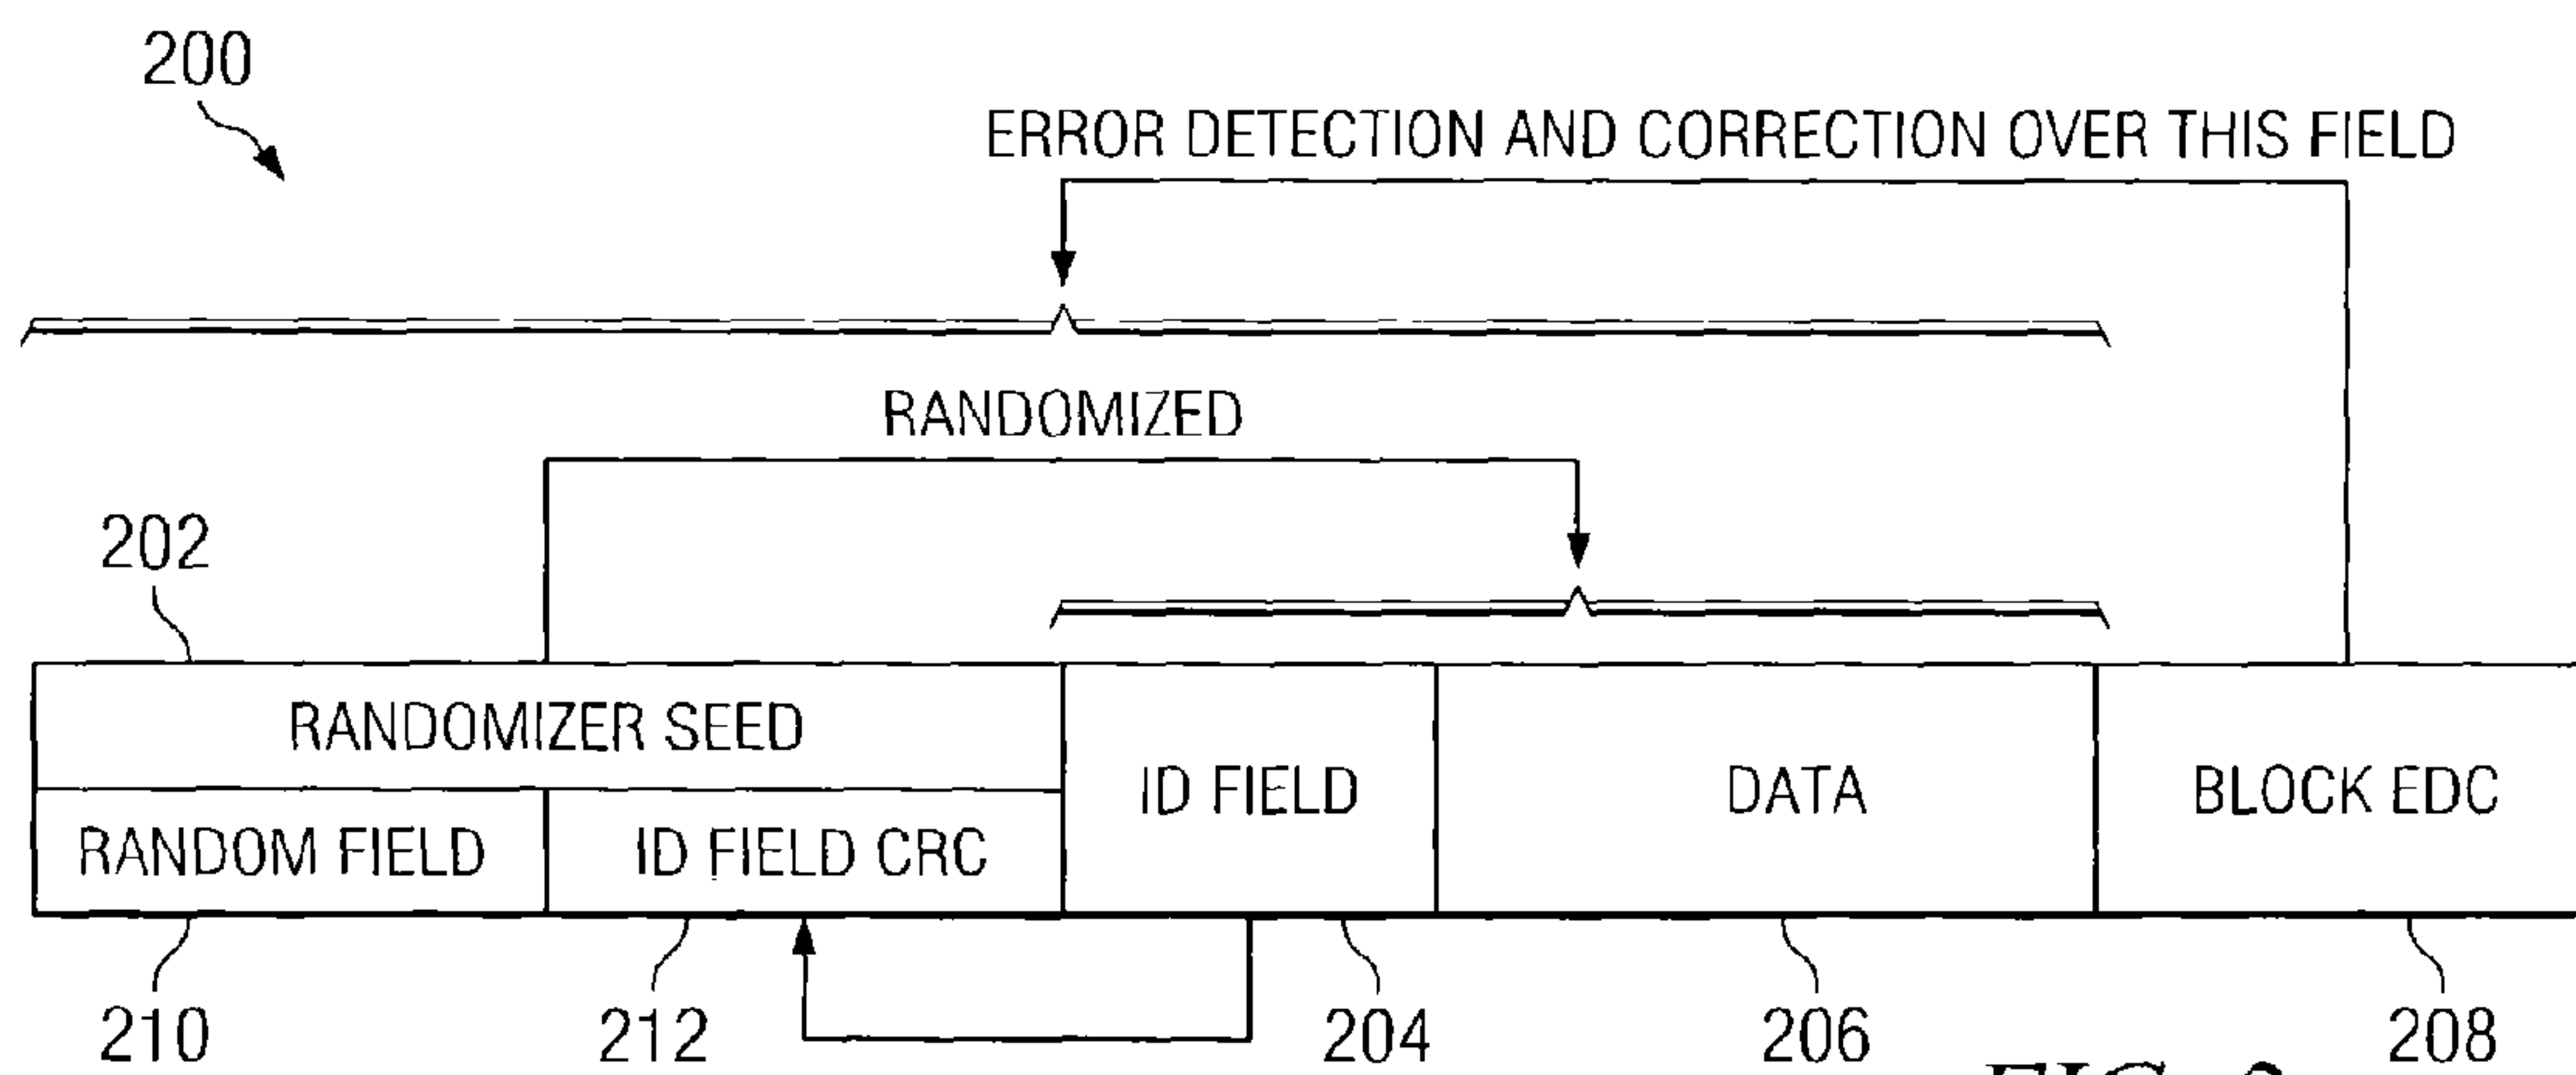 200
ERROR DETECTION AND CORRECTION OVER THIS FIELD
RANDOMIZED
202
RANDOMIZER SEED
RANDOM FIELD
ID FIELD CRC
ID FIELD
DATA
BLOCK EDC
210
212
204
206
208